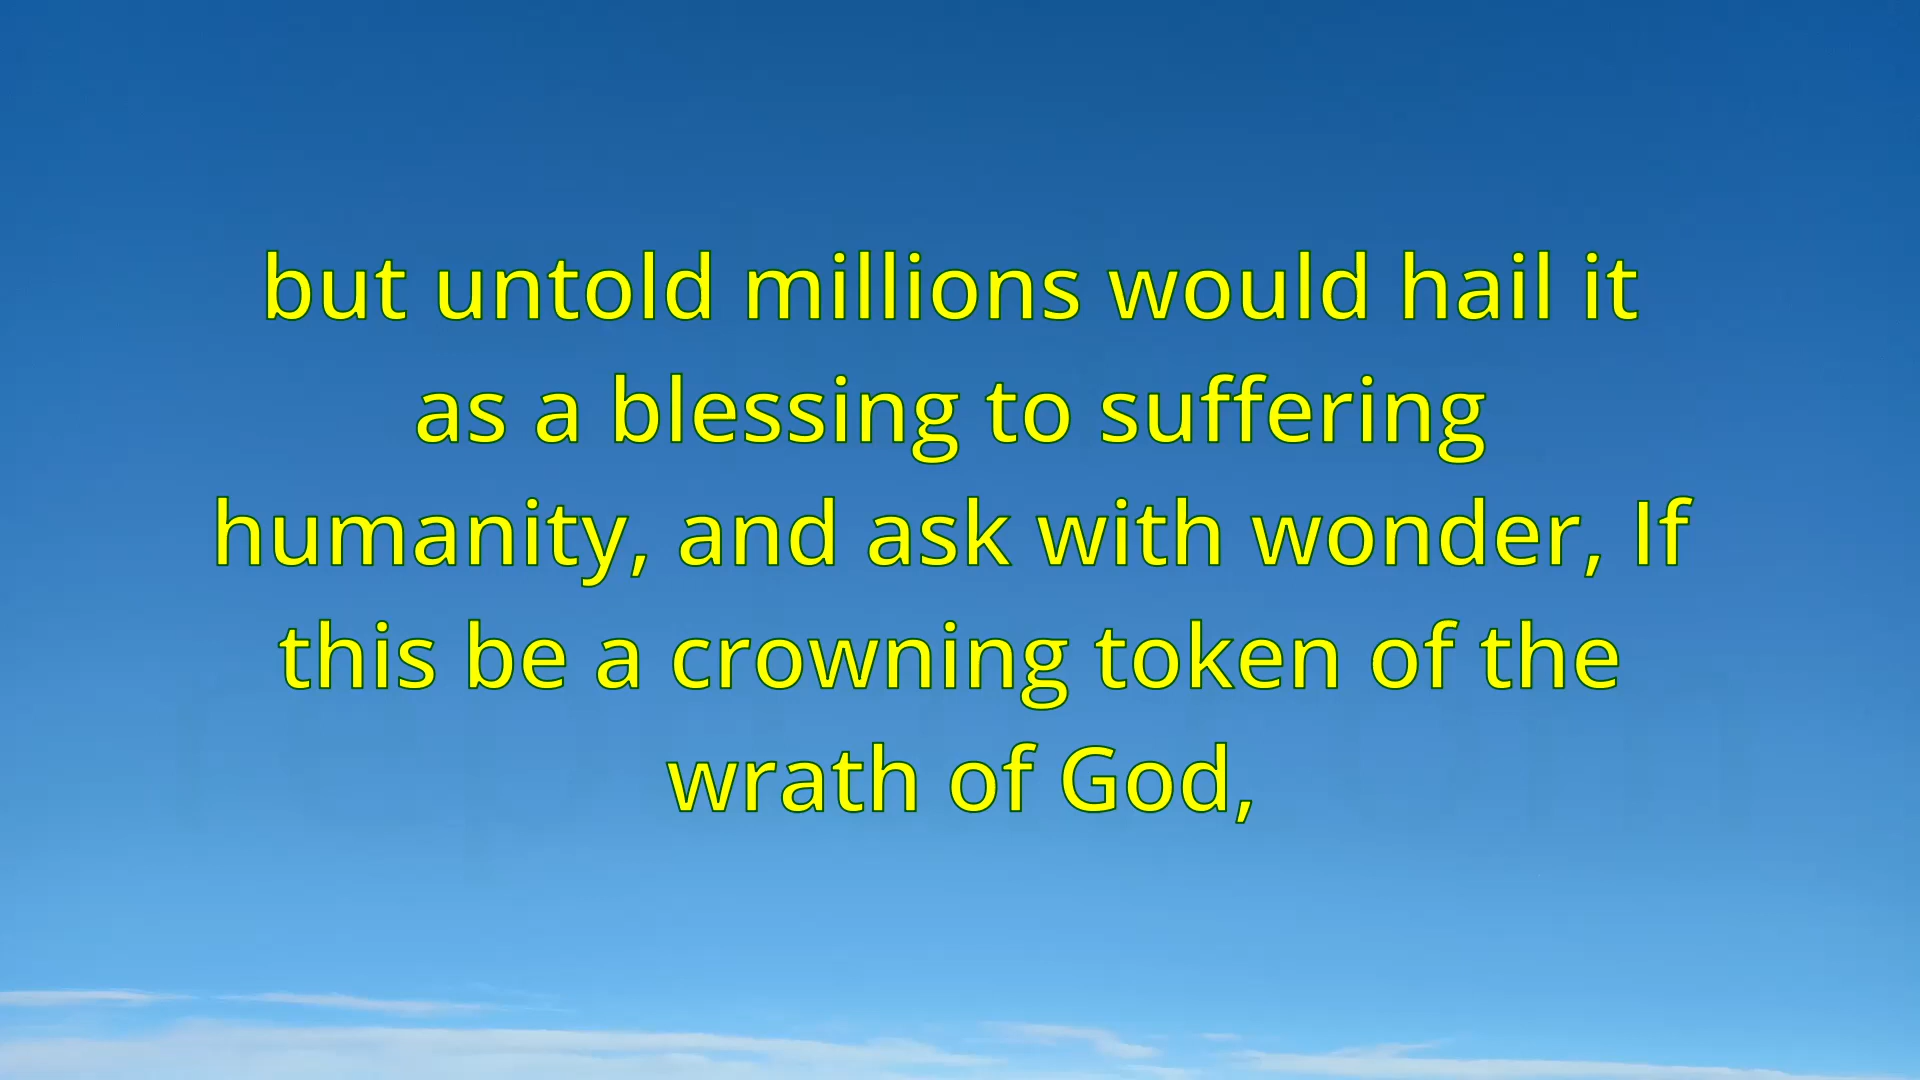 but untold millions would hail it
as a blessing to suffering
humanity, and ask with wonder, If
this be a crowning token of the
wrath of God,